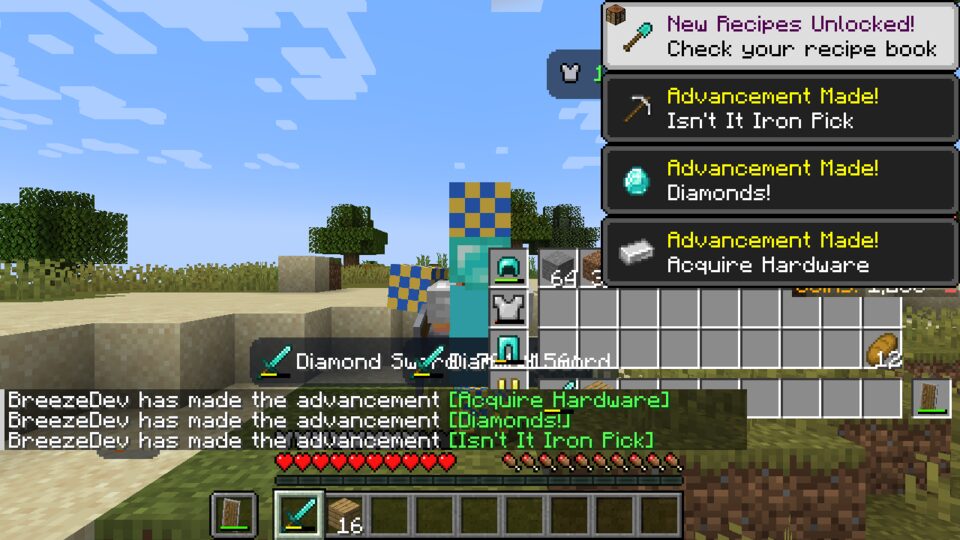 New Recipes Unlocked!
Check your recipe book
Advancement Made!
Isn't It Iron Pick
Advancement Made!
Diamonds!
Advancement Made!
Acquire Hardware
64
12
Diamond
BreezeDev has made the advancement [Acquire Hardware]
BreezeDev has made the advancement [Diamonds!]
BreezeDev has made the advancement [Isn't It Iron Pick]
16